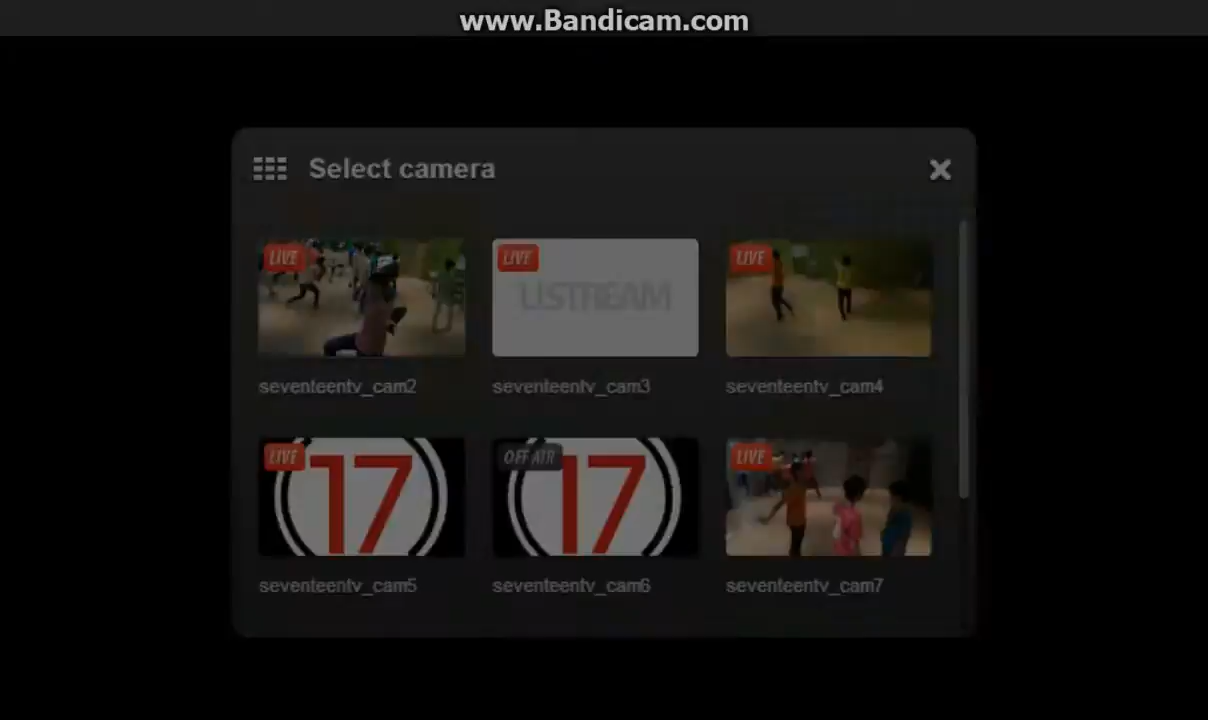 www.Bandicam.com
Select camera
LIVE
LIVE
LIVE
USTREAM
seventeentv_cam2
seventeentv_cam3
seventeentv_cam4
LIVE
OFF AIR
LIVE
17
17
seventeentv_cam5
seventeentv_cam6
seventeentv_cam7